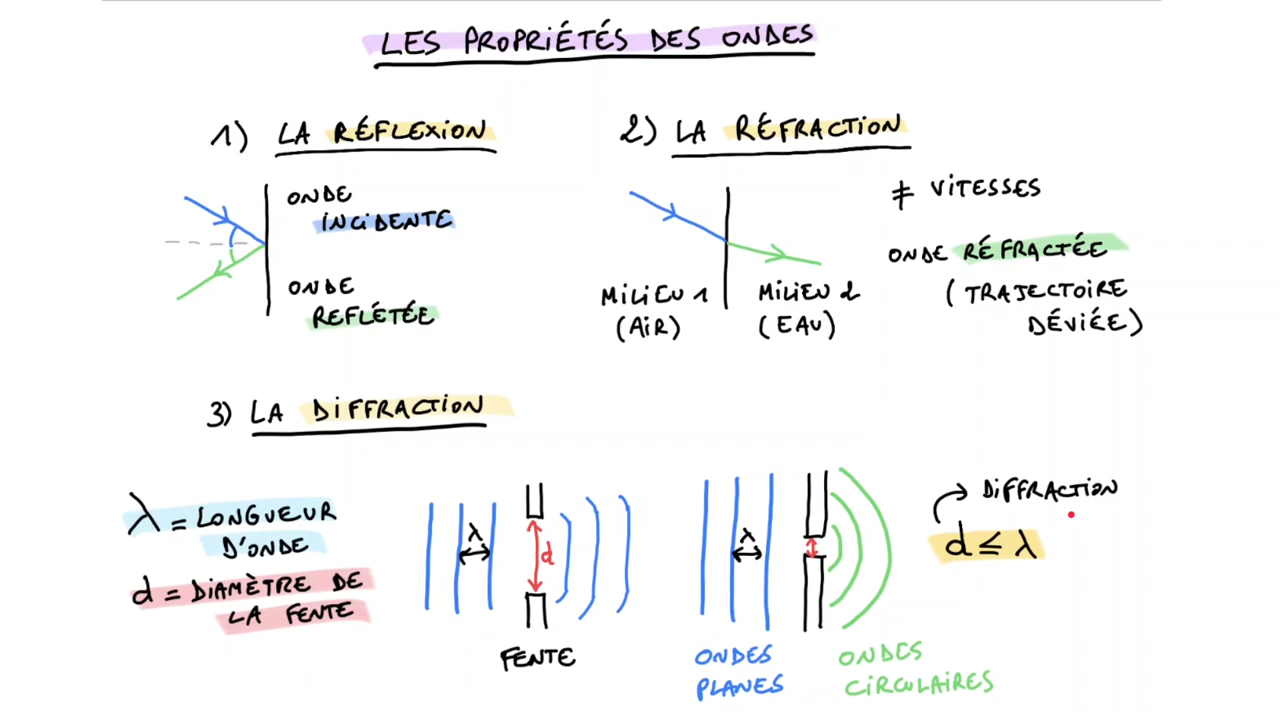 LES PROPRIÉTÉS DES ONDES
1) LA RÉFLEXION
ONDE
INCIDENTE
ONDE
REFLÉTÉE
2) LA RÉFRACTION
≠ VITESSES
ONDE RÉFRACTÉE
(TRAJECTOIRE
DÉVIÉE)
MILIEU 1
(AIR)
MILIEU 2
(EAU)
3) LA DIFFRACTION
λ = LONGUEUR
D'ONDE
d = DIAMÈTRE DE
LA FENTE
λ
d
FENTE
λ
ONDES
PLANES
ONDES
CIRCULAIRES
DIFFRACTION
d ≤ λ